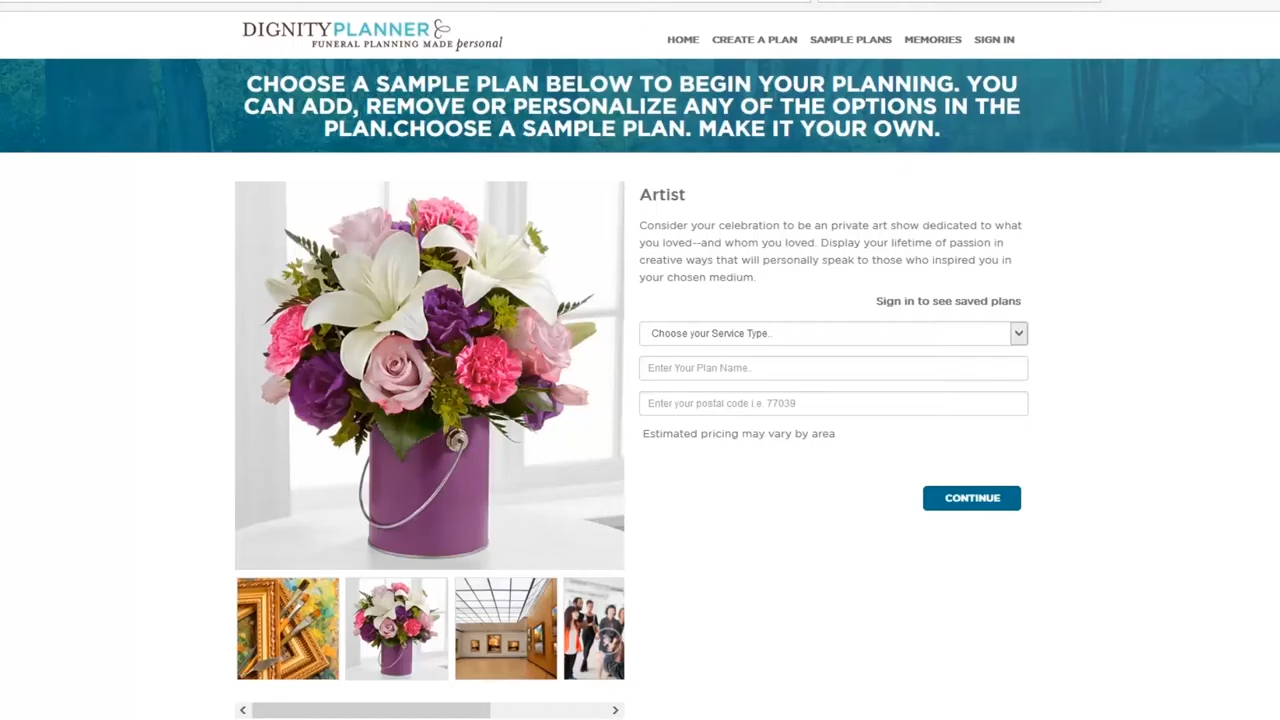 DIGNITYPLANNER
FUNERAL PLANNING MADE personal
HOME CREATE A PLAN SAMPLE PLANS MEMORIES SIGN IN
CHOOSE A SAMPLE PLAN BELOW TO BEGIN YOUR PLANNING. YOU
CAN ADD, REMOVE OR PERSONALIZE ANY OF THE OPTIONS IN THE
PLAN.CHOOSE A SAMPLE PLAN. MAKE IT YOUR OWN.
Artist
Consider your celebration to be an private art show dedicated to what
you loved--and whom you loved. Display your lifetime of passion in
creative ways that will personally speak to those who inspired you in
your chosen medium.
Sign in to see saved plans
Choose your Service Type..
Enter Your Plan Name..
Enter your postal code i.e. 77039
Estimated pricing may vary by area
CONTINUE